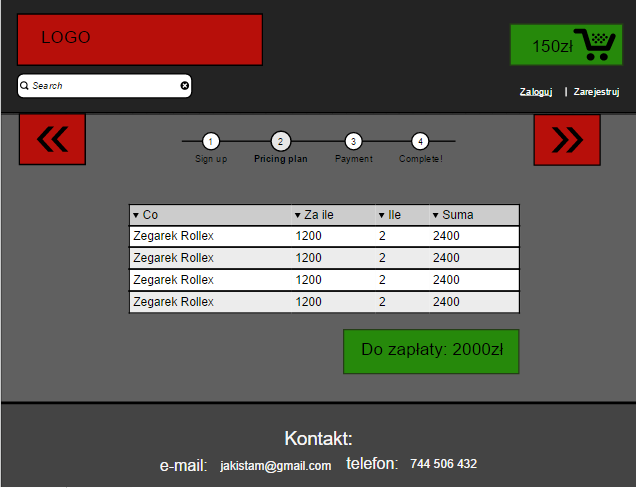 LOGO
150zł
Search
Zaloguj | Zarejestruj
1 2 3 4
Sign up Pricing plan Payment Complete!
Co Za ile Ile Suma
Zegarek Rollex 1200 2 2400
Zegarek Rollex 1200 2 2400
Zegarek Rollex 1200 2 2400
Zegarek Rollex 1200 2 2400
Do zapłaty: 2000zł
Kontakt:
e-mail: jakistam@gmail.com telefon: 744 506 432